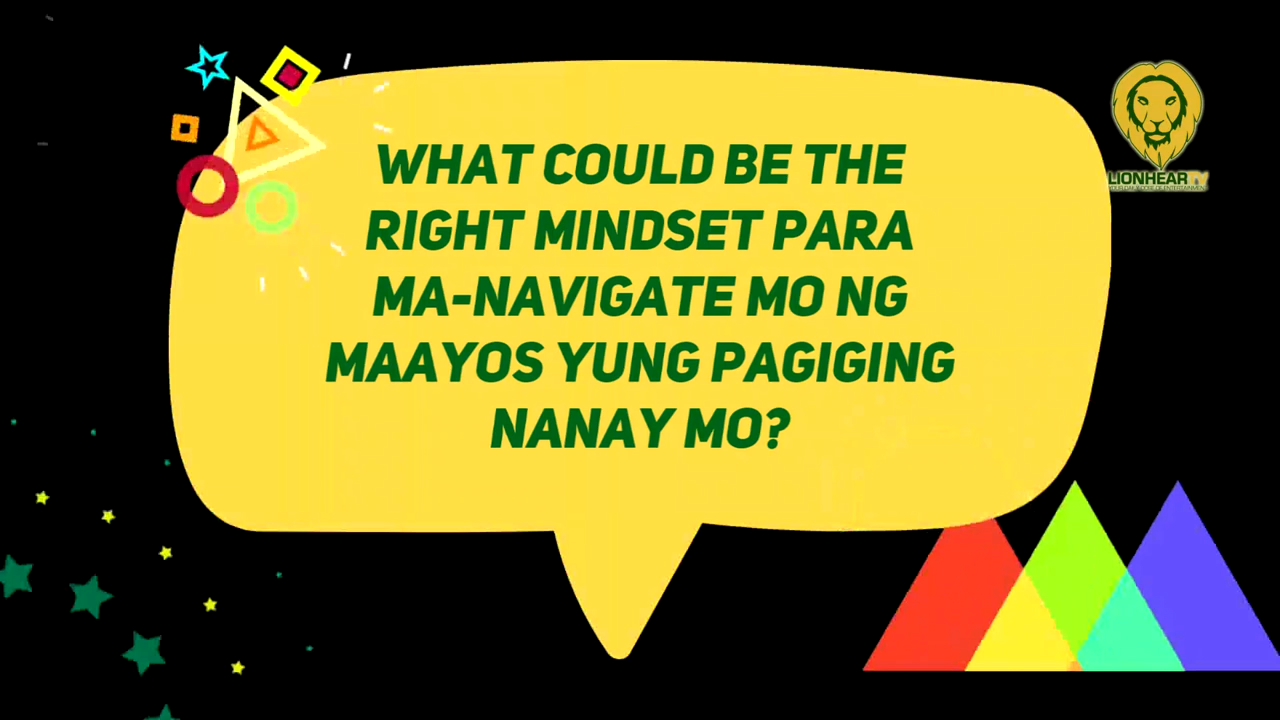 WHAT COULD BE THE
RIGHT MINDSET PARA
MA-NAVIGATE MO NG
MAAYOS YUNG PAGIGING
NANAY MO?
LIONHEARTV